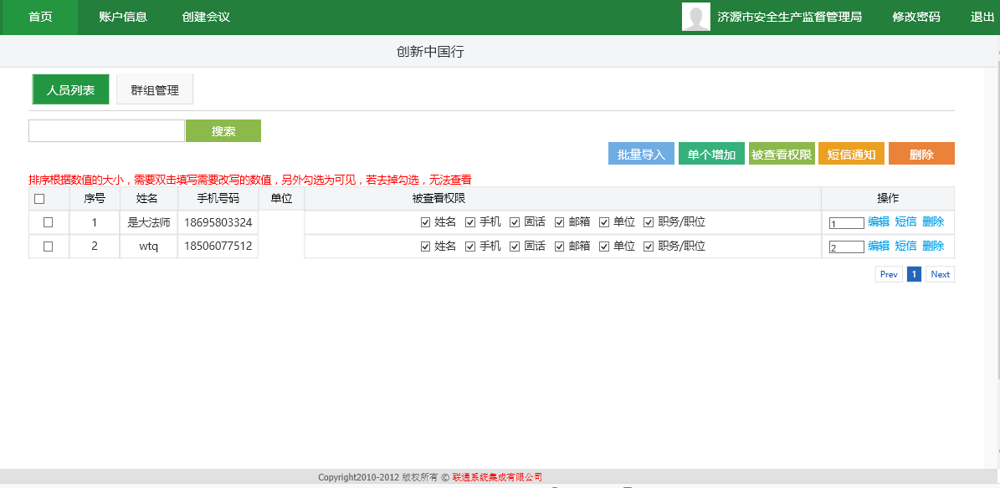 首页 账户信息 创建会议 济源市安全生产监督管理局 修改密码 退出
创新中国行
人员列表 群组管理
搜索
批量导入 单个增加 被查看权限 短信通知 删除
排序根据数值的大小，需要双击填写需要改写的数值，另外勾选为可见，若去掉勾选，无法查看
序号 姓名 手机号码 单位 被查看权限 操作
1 是大法师 18695803324 姓名 手机 固话 邮箱 单位 职务/职位 1 编辑 短信 删除
2 wtq 18506077512 姓名 手机 固话 邮箱 单位 职务/职位 2 编辑 短信 删除
Prev 1 Next
Copyright2010-2012 版权所有 © 联通系统集成有限公司